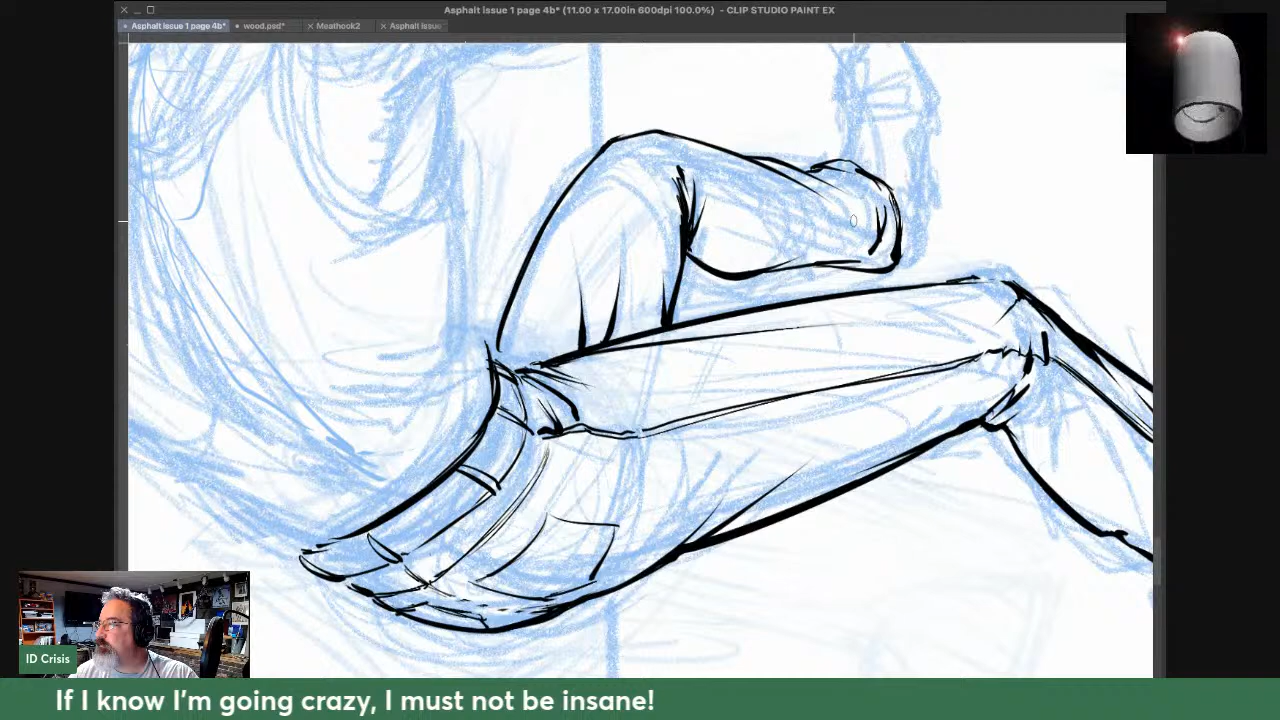 Asphalt issue 1 page 4b* (11.00 x 17.00in 600dpi 100.0%) - CLIP STUDIO PAINT EX
Asphalt issue 1 page 4b* wood.psd* Meathook2 Asphalt issue
ID Crisis
If I know I'm going crazy, I must not be insane!